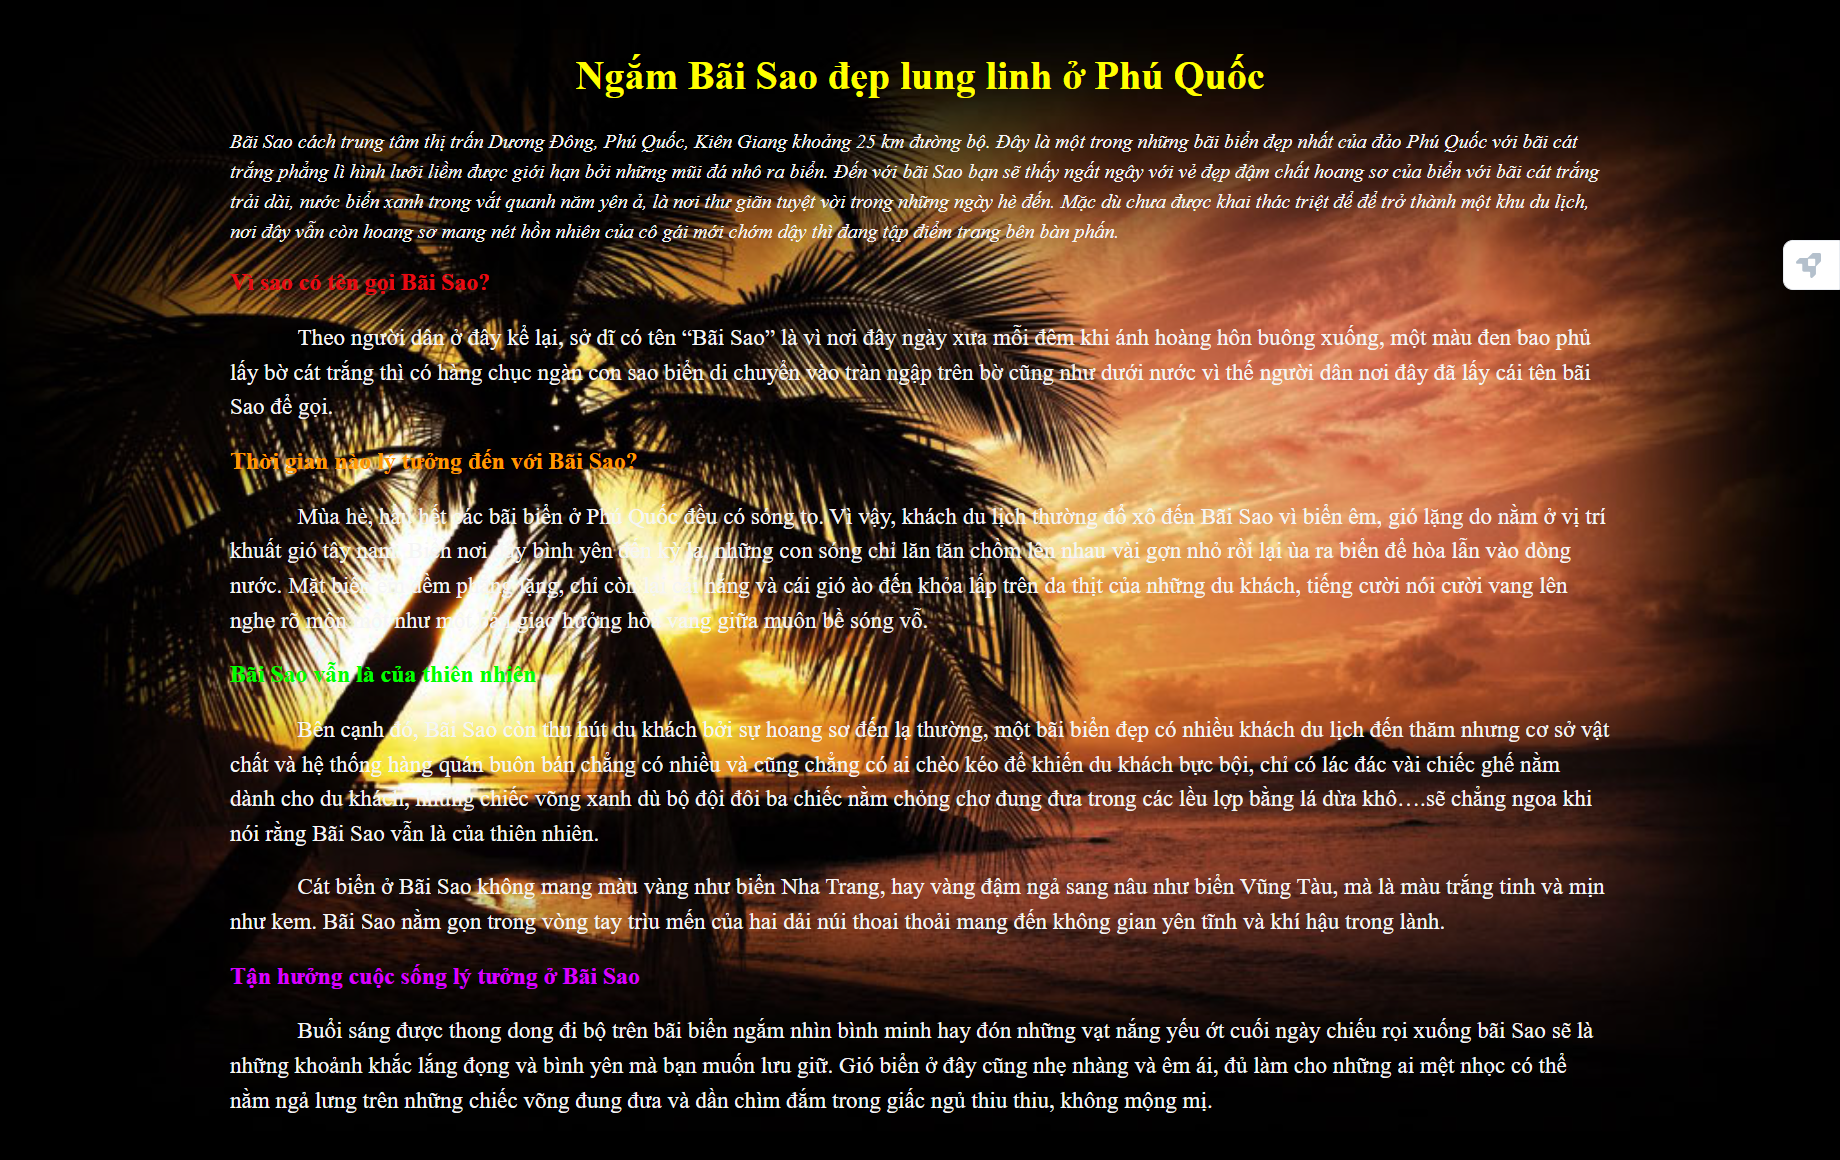 Ngắm Bãi Sao đẹp lung linh ở Phú Quốc
Bãi Sao cách trung tâm thị trấn Dương Đông, Phú Quốc, Kiên Giang khoảng 25 km đường bộ. Đây là một trong những bãi biển đẹp nhất của đảo Phú Quốc với bãi cát
trắng phẳng lì hình lưỡi liềm được giới hạn bởi những mũi đá nhô ra biển. Đến với bãi Sao bạn sẽ thấy ngất ngây với vẻ đẹp đậm chất hoang sơ của biển với bãi cát trắng
trải dài, nước biển xanh trong vắt quanh năm yên ả, là nơi thư giãn tuyệt vời trong những ngày hè đến. Mặc dù chưa được khai thác triệt để để trở thành một khu du lịch,
nơi đây vẫn còn hoang sơ mang nét hồn nhiên của cô gái mới chớm dậy thì đang tập điểm trang bên bàn phấn.
Vì sao có tên gọi Bãi Sao?
Theo người dân ở đây kể lại, sở dĩ có tên “Bãi Sao” là vì nơi đây ngày xưa mỗi đêm khi ánh hoàng hôn buông xuống, một màu đen bao phủ
lấy bờ cát trắng thì có hàng chục ngàn con sao biển di chuyển vào tràn ngập trên bờ cũng như dưới nước vì thế người dân nơi đây đã lấy cái tên bãi
Sao để gọi.
Thời gian nào lý tưởng đến với Bãi Sao?
Mùa hè, hầu hết các bãi biển ở Phú Quốc đều có sóng to. Vì vậy, khách du lịch thường đổ xô đến Bãi Sao vì biển êm, gió lặng do nằm ở vị trí
khuất gió tây nam. Biển nơi đây bình yên đến kỳ lạ, những con sóng chỉ lăn tăn chồm lên nhau vài gợn nhỏ rồi lại ùa ra biển để hòa lẫn vào dòng
nước. Mặt biển êm đềm phẳng lặng, chỉ còn nắng và cái gió ào đến khỏa lấp trên da thịt của những du khách, tiếng cười nói cười vang lên
nghe rõ mồn một như một bản giao hưởng hòa vang giữa muôn bề sóng vỗ.
Bãi Sao vẫn là của thiên nhiên
Bên cạnh đó, Bãi Sao còn thu hút du khách bởi sự hoang sơ đến lạ thường, một bãi biển đẹp có nhiều khách du lịch đến thăm nhưng cơ sở vật
chất và hệ thống hàng quán buôn bán chẳng có nhiều và cũng chẳng có ai chèo kéo để khiến du khách bực bội, chỉ có lác đác vài chiếc ghế nằm
dành cho du khách, những chiếc võng xanh dù bộ đội đôi ba chiếc nằm chỏng chơ đung đưa trong các lều lợp bằng lá dừa khô….sẽ chẳng ngoa khi
nói rằng Bãi Sao vẫn là của thiên nhiên.
Cát biển ở Bãi Sao không mang màu vàng như biển Nha Trang, hay vàng đậm ngả sang nâu như biển Vũng Tàu, mà là màu trắng tinh và mịn
như kem. Bãi Sao nằm gọn trong vòng tay trìu mến của hai dải núi thoai thoải mang đến không gian yên tĩnh và khí hậu trong lành.
Tận hưởng cuộc sống lý tưởng ở Bãi Sao
Buổi sáng được thong dong đi bộ trên bãi biển ngắm nhìn bình minh hay đón những vạt nắng yếu ớt cuối ngày chiếu rọi xuống bãi Sao sẽ là
những khoảnh khắc lắng đọng và bình yên mà bạn muốn lưu giữ. Gió biển ở đây cũng nhẹ nhàng và êm ái, đủ làm cho những ai mệt nhọc có thể
nằm ngả lưng trên những chiếc võng đung đưa và dần chìm đắm trong giấc ngủ thiu thiu, không mộng mị.